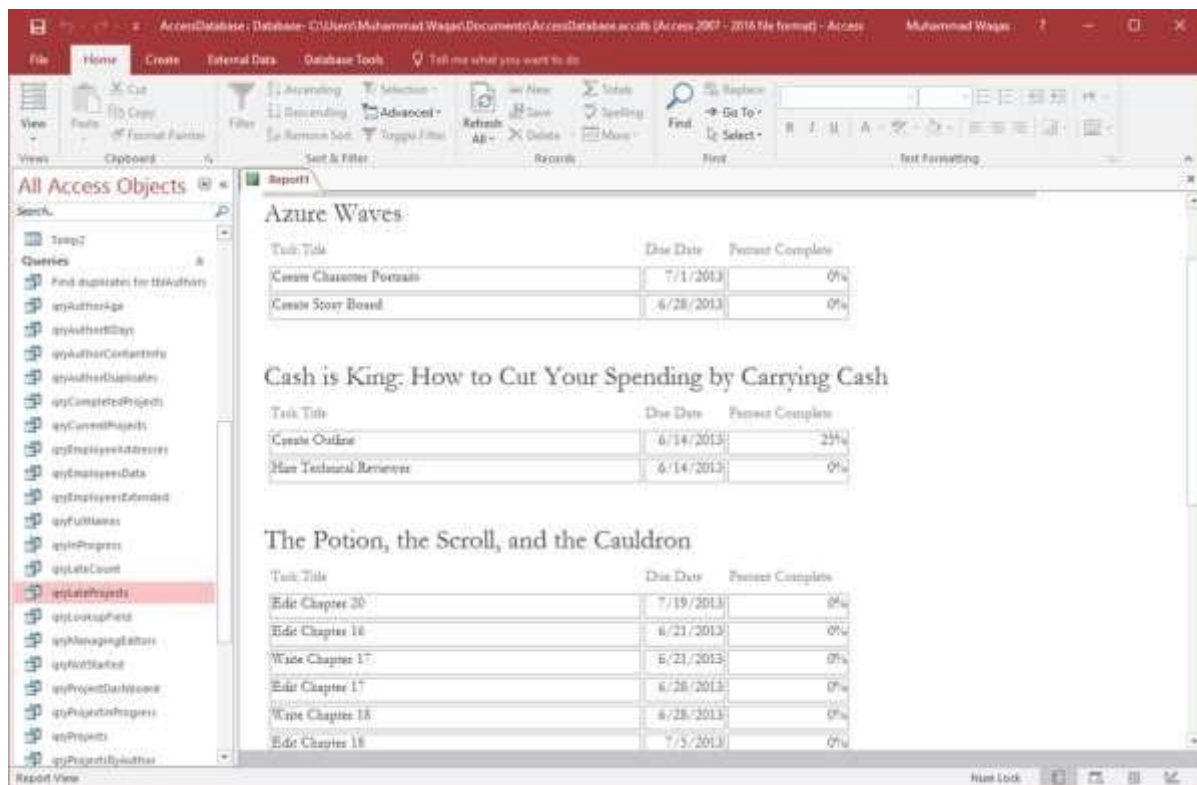 AccessDatabase : Database- C:\Users\Muhammad Waqas\Documents\AccessDatabase.accdb (Access 2007 - 2016 file format) - Access Muhammad Waqas ?
File Home Create External Data Database Tools Tell me what you want to do
View Paste Cut Copy Format Painter
Filter Ascending Descending Remove Sort Selection Advanced Toggle Filter
Refresh All New Save Delete Totals Spelling More
Find Replace Go To Select
B I U A
Views Clipboard Sort & Filter Records Find Text Formatting
All Access Objects
Search..
Temp2
Queries
Find duplicates for tblAuthors
qryAuthorAge
qryAuthorBDays
qryAuthorContactInfo
qryAuthorDuplicates
qryCompletedProjects
qryCurrentProjects
qryEmployeeAddresses
qryEmployeesData
qryEmployeesExtended
qryFullNames
qryInProgress
qryLateCount
qryLateProjects
qryLookupField
qryManagingEditors
qryNotStarted
qryProjectDashboard
qryProjectInProgress
qryProjects
qryProjectsByAuthor
Report1
Azure Waves
Task Title Due Date Percent Complete
Create Character Portraits 7/1/2013 0%
Create Story Board 6/28/2013 0%
Cash is King: How to Cut Your Spending by Carrying Cash
Task Title Due Date Percent Complete
Create Outline 6/14/2013 25%
Hire Technical Reviewer 6/14/2013 0%
The Potion, the Scroll, and the Cauldron
Task Title Due Date Percent Complete
Edit Chapter 20 7/19/2013 0%
Edit Chapter 16 6/21/2013 0%
Write Chapter 17 6/21/2013 0%
Edit Chapter 17 6/28/2013 0%
Write Chapter 18 6/28/2013 0%
Edit Chapter 18 7/5/2013 0%
Report View Num Lock